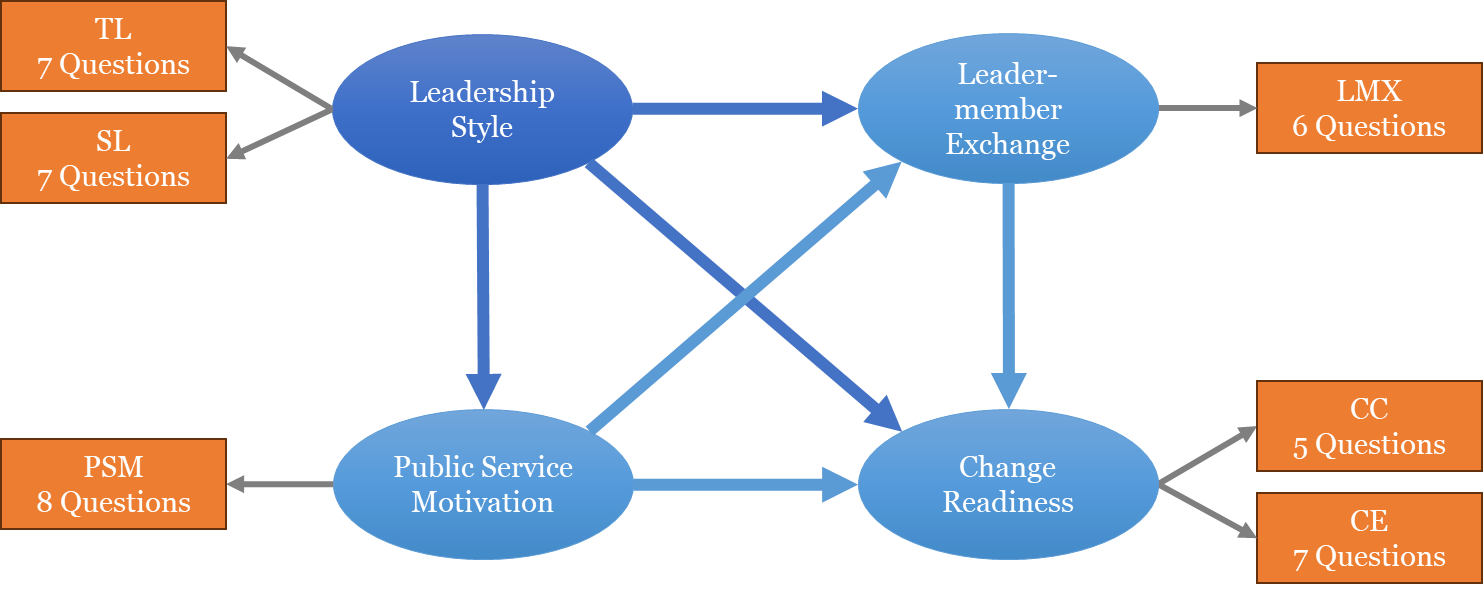 TL
7 Questions
SL
7 Questions
Leadership
Style
Leader-
member
Exchange
LMX
6 Questions
PSM
8 Questions
Public Service
Motivation
Change
Readiness
CC
5 Questions
CE
7 Questions